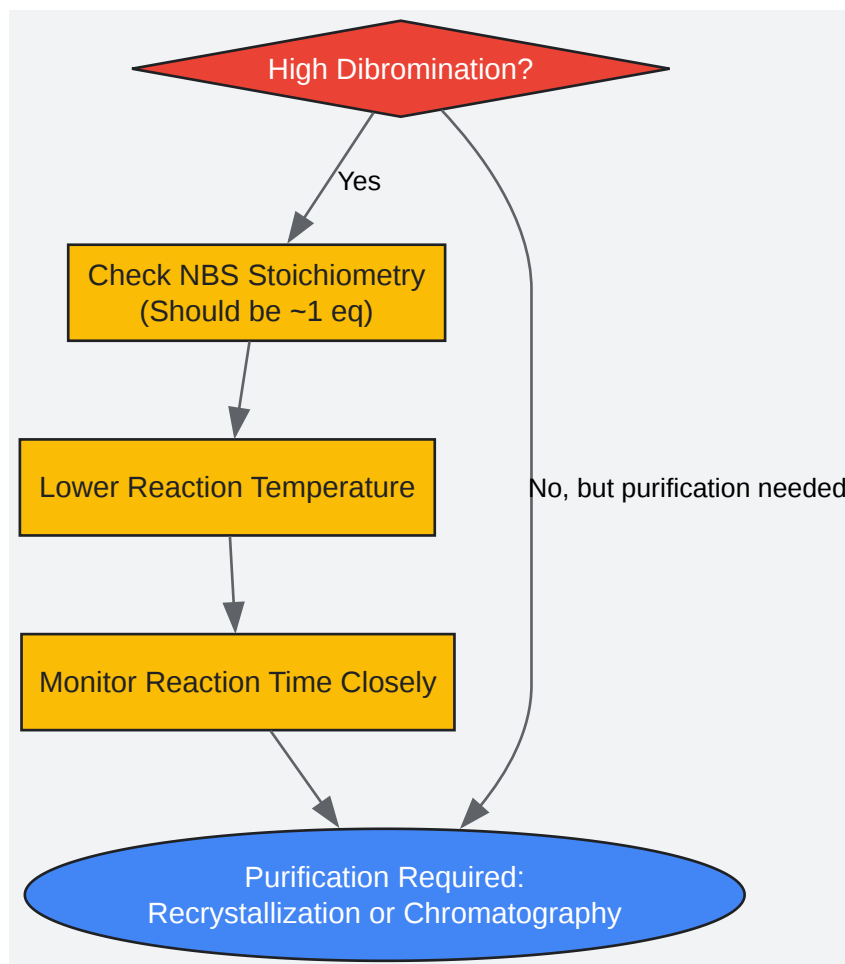 High Dibromination?
Yes
Check NBS Stoichiometry
(Should be ~1 eq)
Lower Reaction Temperature
No, but purification needed
Monitor Reaction Time Closely
Purification Required:
Recrystallization or Chromatography